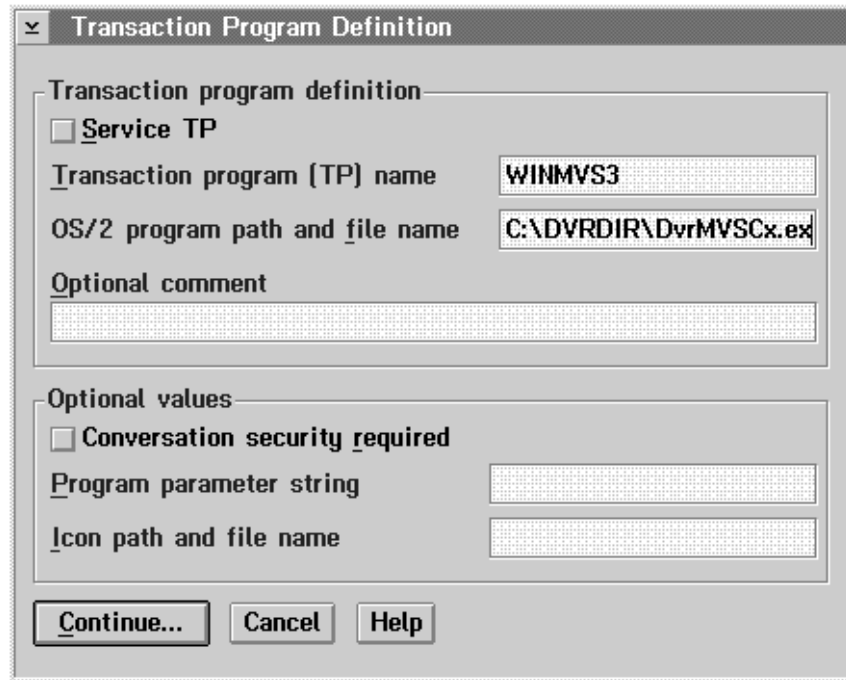 Transaction Program Definition
Transaction program definition
Service TP
Transaction program (TP) name WINMVS3
OS/2 program path and file name C:\DVRDIR\DvrMVSCx.ex
Optional comment
Optional values
Conversation security required
Program parameter string
Icon path and file name
Continue... Cancel Help